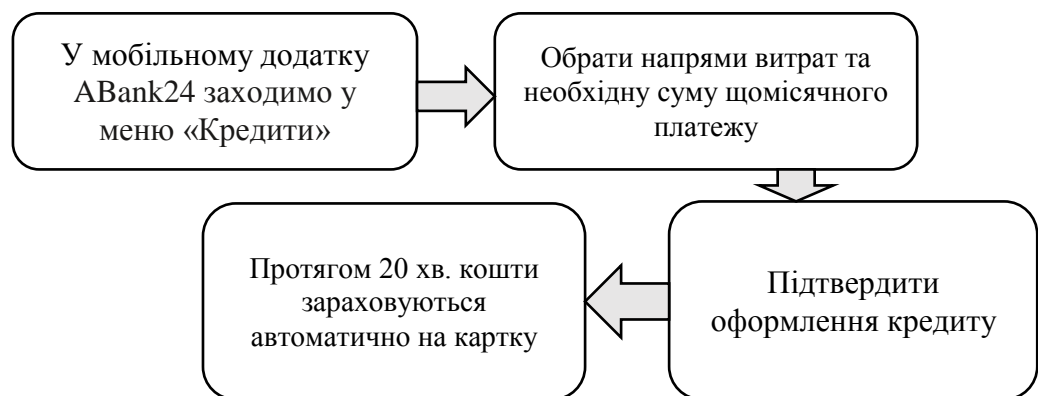 У мобільному додатку
ABank24 заходимо у
меню «Кредити»
Обрати напрями витрат та
необхідну суму щомісячного
платежу
Підтвердити
оформлення кредиту
Протягом 20 хв. кошти
зараховуються
автоматично на картку